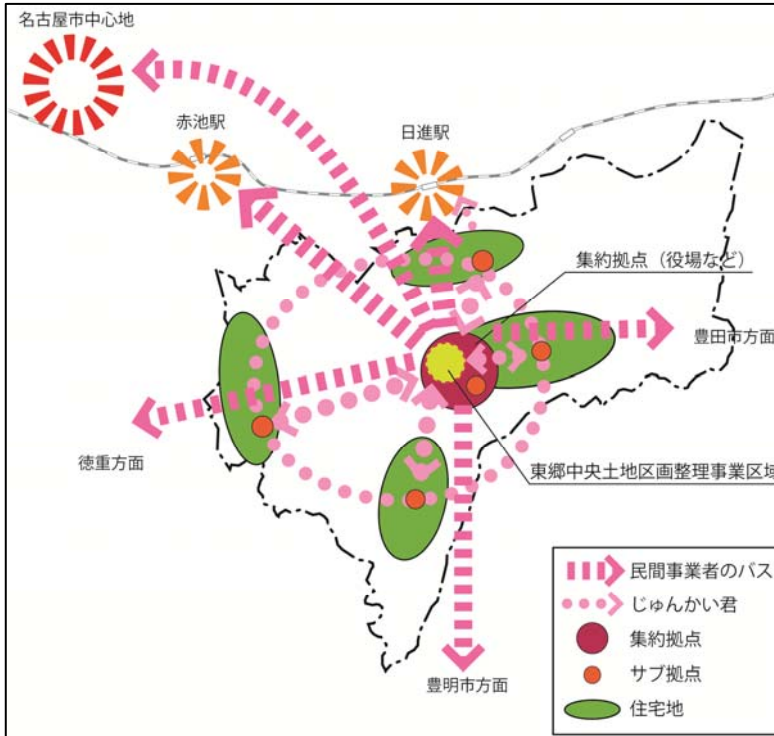 名古屋市中心地
赤池駅
日進駅
集約拠点（役場など）
豊田市方面
徳重方面
東郷中央土地区画整理事業区域
豊明市方面
民間事業者のバス
じゅんかい君
集約拠点
サブ拠点
住宅地